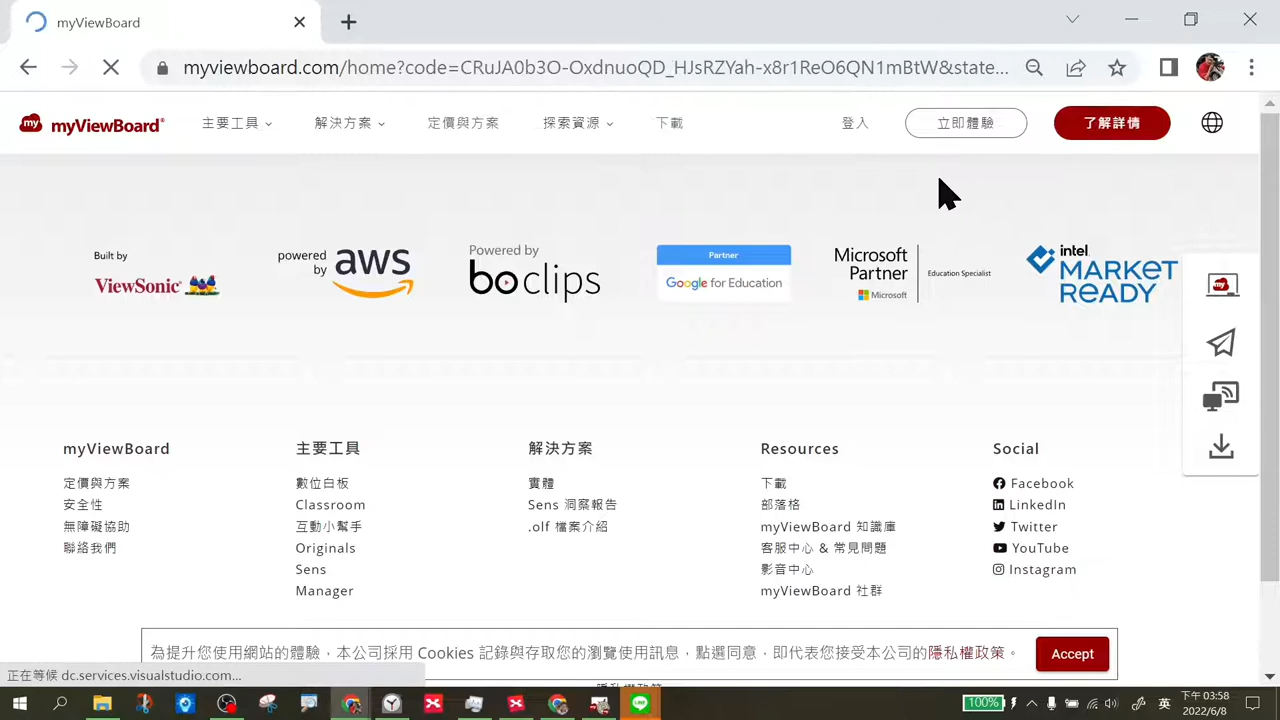 myViewBoard
myviewboard.com/home?code=CRuJA0b3O-OxdnuoQD_HJsRZYah-x8r1ReO6QN1mBtW&state...
my myViewBoard® 主要工具 解決方案 定價與方案 探索資源 下載 登入 立即體驗 了解詳情
Built by
ViewSonic®
powered by aws
Powered by
boclips
Partner
Google for Education
Microsoft Partner
Microsoft
Education Specialist
intel
MARKET READY
my
myViewBoard
定價與方案
安全性
無障礙協助
聯絡我們
主要工具
數位白板
Classroom
互動小幫手
Originals
Sens
Manager
解決方案
實體
Sens 洞察報告
.olf 檔案介紹
Resources
下載
部落格
myViewBoard 知識庫
客服中心 & 常見問題
影音中心
myViewBoard 社群
Social
Facebook
LinkedIn
Twitter
YouTube
Instagram
為提升您使用網站的體驗，本公司採用 Cookies 記錄與存取您的瀏覽使用訊息，點選同意，即代表您接受本公司的隱私權政策。
Accept
正在等候 dc.services.visualstudio.com...
100%
英
下午 03:58
2022/6/8